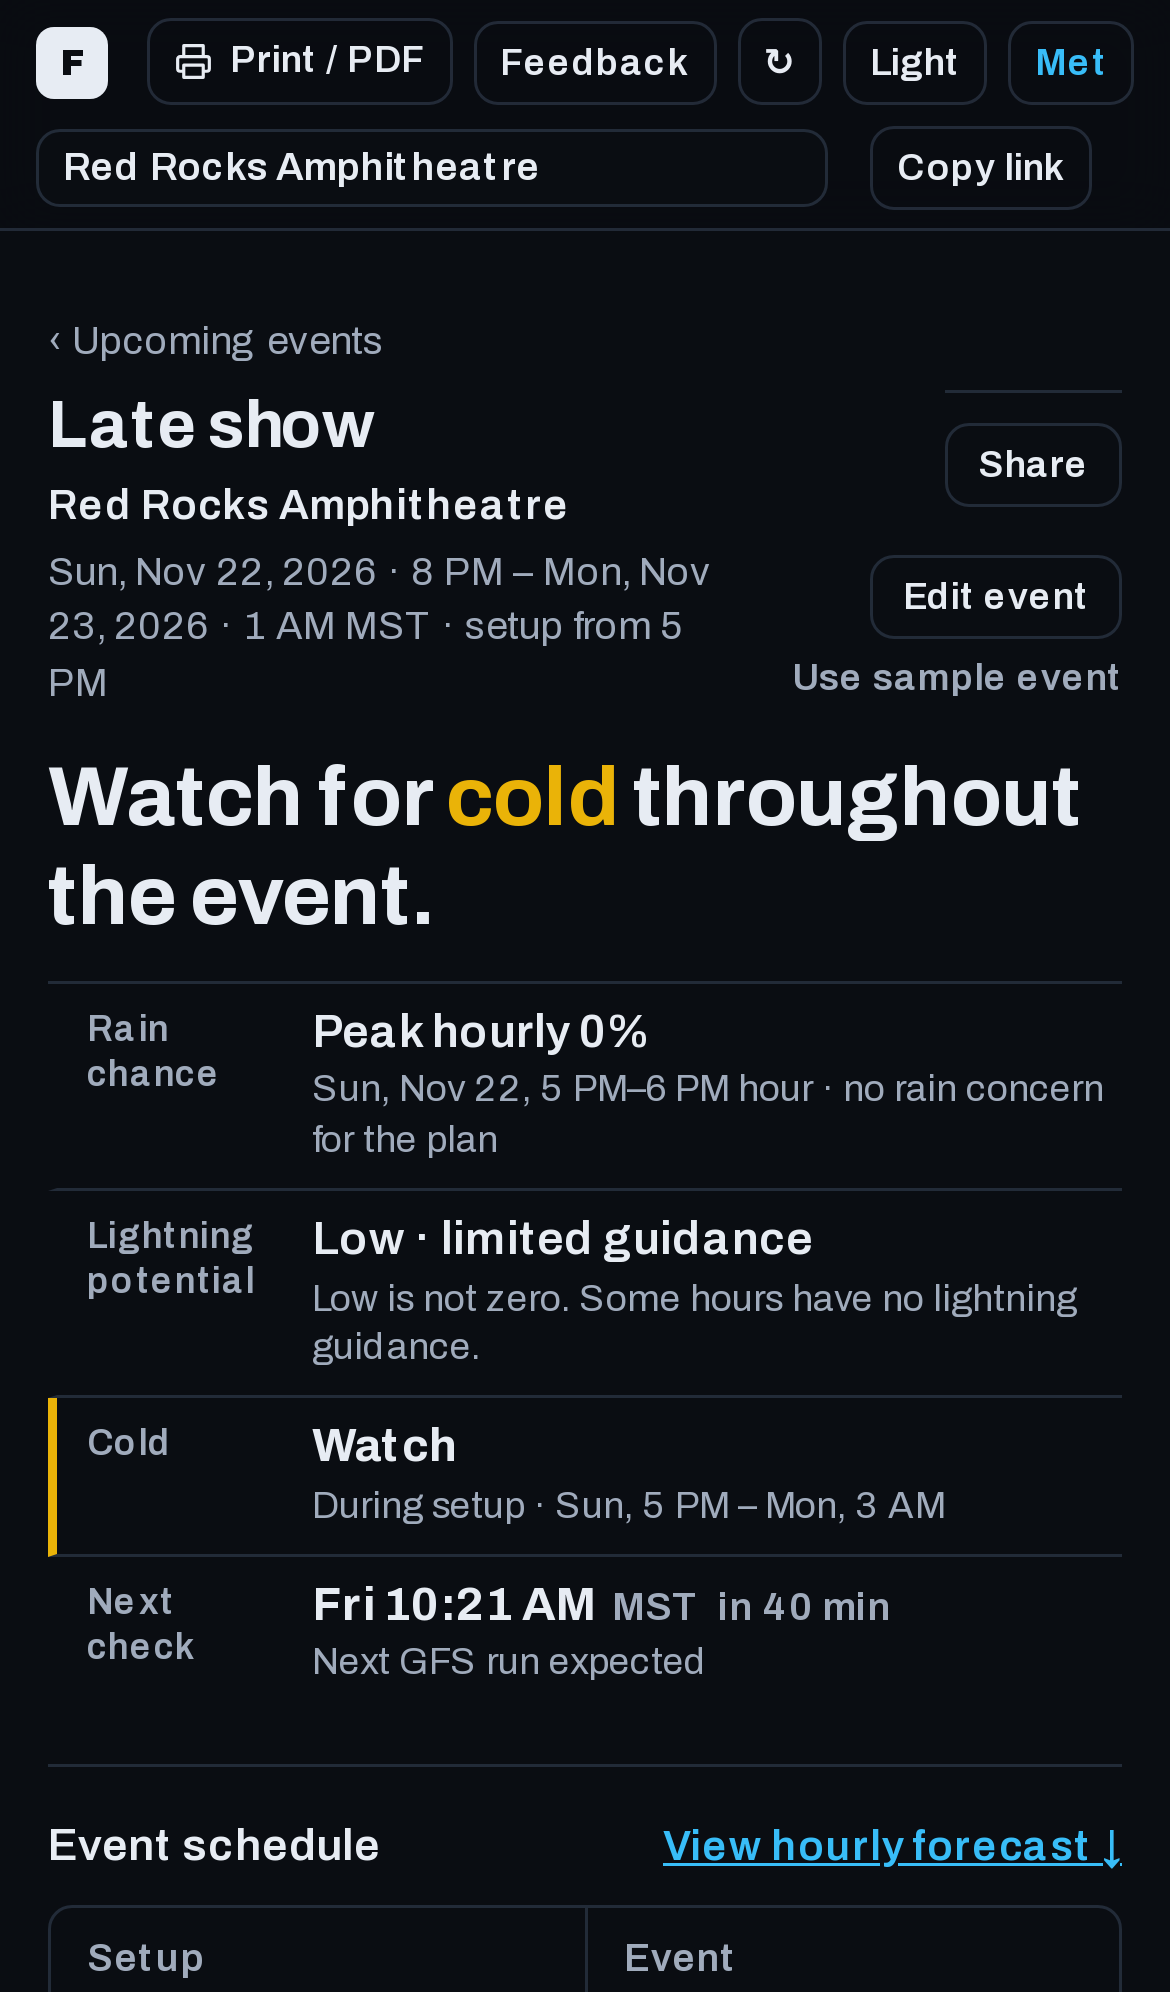 F
Print / PDF
Feedback
↻
Light
Met
Red Rocks Amphitheatre
Copy link
‹ Upcoming events
Late show
Share
Red Rocks Amphitheatre
Sun, Nov 22, 2026 · 8 PM – Mon, Nov
23, 2026 · 1 AM MST · setup from 5
PM
Edit event
Use sample event
Watch for cold throughout
the event.
Rain
chance
Peak hourly 0%
Sun, Nov 22, 5 PM–6 PM hour · no rain concern
for the plan
Lightning
potential
Low · limited guidance
Low is not zero. Some hours have no lightning
guidance.
Cold
Watch
During setup · Sun, 5 PM – Mon, 3 AM
Next
check
Fri 10:21 AM MST in 40 min
Next GFS run expected
Event schedule
View hourly forecast ↓
Setup
Event